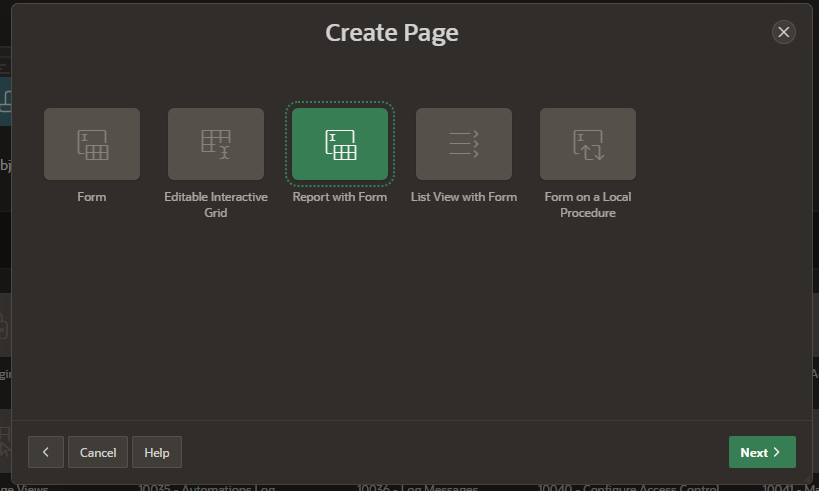 Create Page
Form
Editable Interactive
Grid
Report with Form
List View with Form
Form on a Local
Procedure
Cancel
Help
Next
10035 - Automations Log
10036 - Log Messages
10040 - Configure Access Control
10041 -